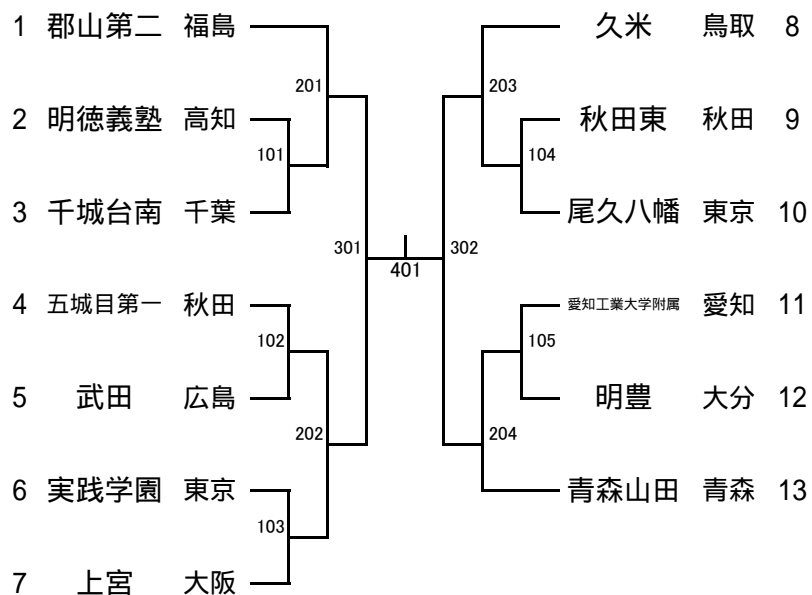 1 郡山第二 福島
201
2 明徳義塾 高知
101
3 千城台南 千葉
301
4 五城目第一 秋田
102
5 武田 広島
202
6 実践学園 東京
103
7 上宮 大阪
401
久米 鳥取 8
203
秋田東 秋田 9
104
尾久八幡 東京 10
302
愛知工業大学附属 愛知 11
105
明豊 大分 12
204
青森山田 青森 13